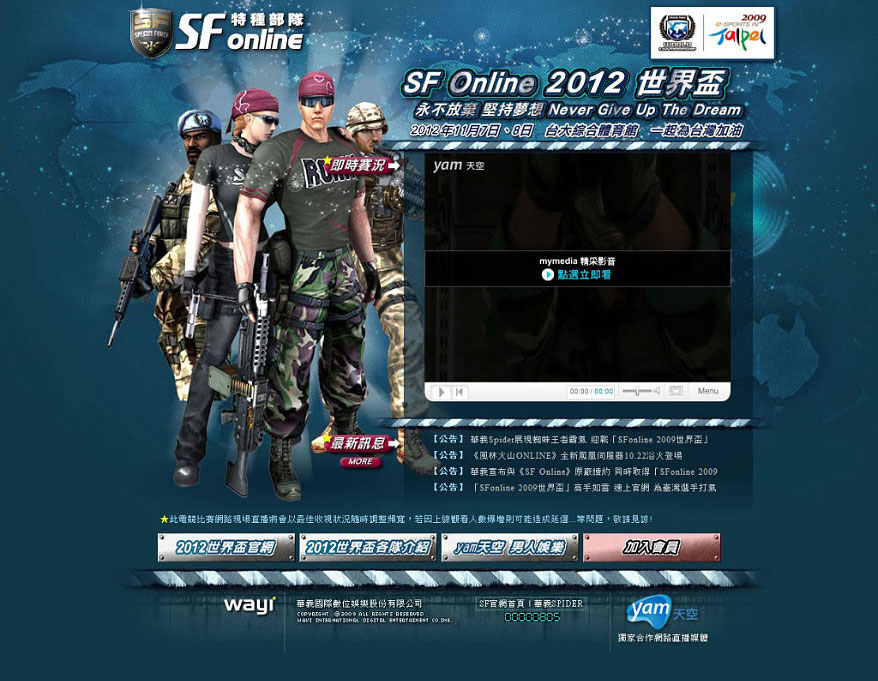 SF
SPECIAL FORCE
SF 特種部隊
online
2009
e-SPORTS IN
Taipei
SF Online 2012 世界盃
永不放棄 堅持夢想 Never Give Up The Dream
2012年11月7日、8日 台大綜合體育館 一起為台灣加油
即時賽況
yam 天空
mymedia 精采影音
點選立即看
00:00 / 00:00
Menu
最新訊息
MORE
【公告】 華義Spider展現蜘蛛王者霸氣 迎戰「SFonline 2009世界盃」
【公告】 《風林火山ONLINE》全新鳳凰伺服器10.22浴火登場
【公告】 華義宣布與《SF Online》原廠續約 同時取得「SFonline 2009
【公告】 「SFonline 2009世界盃」高手如雲 速上官網 為臺灣選手打氣
★此電競比賽網路現場直播將會以最佳收視狀況隨時調整頻寬，若因上線觀看人數爆增則可能造成延遲...等問題，敬請見諒!
2012世界盃官網
2012世界盃各隊介紹
yam天空 男人娛樂
加入會員
wayi
華義國際數位娛樂股份有限公司
COPYRIGHT @2009 ALL RIGHTS RESERVED
WAYI INTERNATIONAL DIGITAL ENTERTAINMENT CO.INC.
SF官網首頁 | 華義SPIDER
00000805
yam 天空
獨家合作網路直播媒體